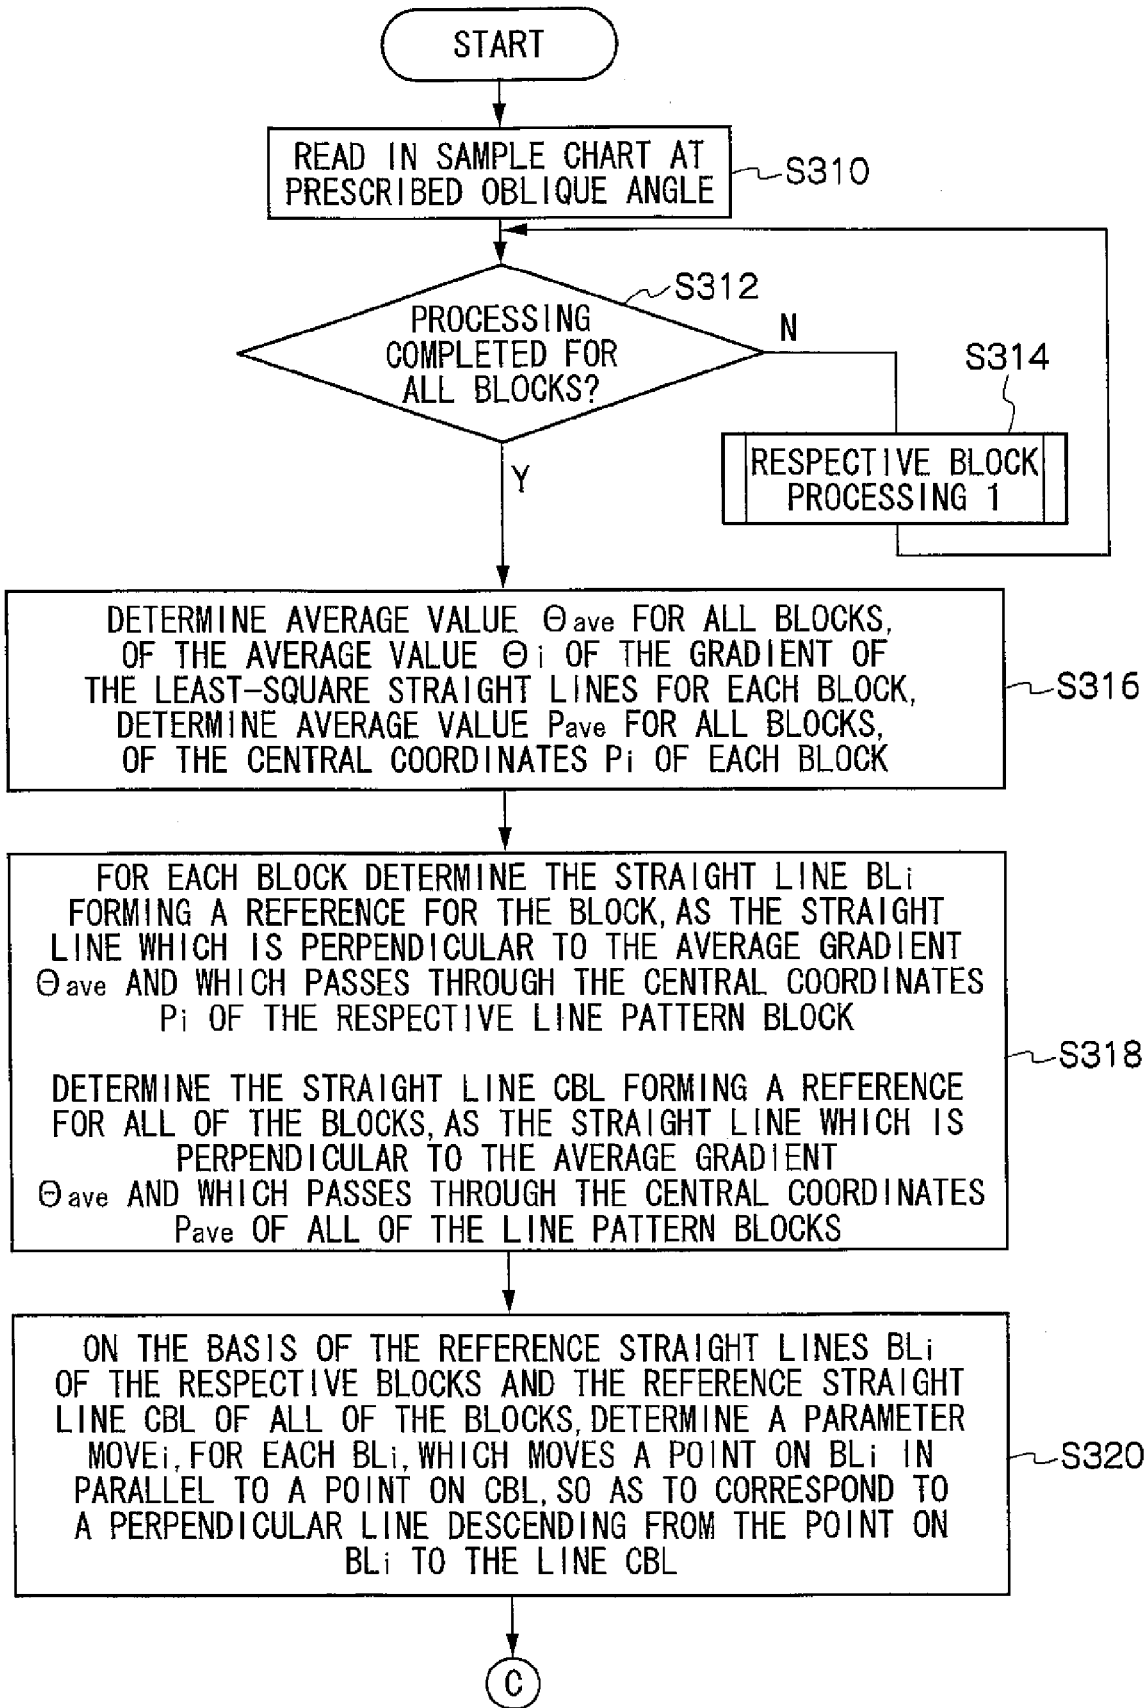 START
READ IN SAMPLE CHART AT
PRESCRIBED OBLIQUE ANGLE
S310
S312
PROCESSING
COMPLETED FOR
ALL BLOCKS?
N
S314
RESPECTIVE BLOCK
PROCESSING 1
Y
DETERMINE AVERAGE VALUE Θave FOR ALL BLOCKS,
OF THE AVERAGE VALUE Θi OF THE GRADIENT OF
THE LEAST-SQUARE STRAIGHT LINES FOR EACH BLOCK,
DETERMINE AVERAGE VALUE Pave FOR ALL BLOCKS,
OF THE CENTRAL COORDINATES Pi OF EACH BLOCK
S316
FOR EACH BLOCK DETERMINE THE STRAIGHT LINE BLi
FORMING A REFERENCE FOR THE BLOCK, AS THE STRAIGHT
LINE WHICH IS PERPENDICULAR TO THE AVERAGE GRADIENT
Θave AND WHICH PASSES THROUGH THE CENTRAL COORDINATES
Pi OF THE RESPECTIVE LINE PATTERN BLOCK
S318
DETERMINE THE STRAIGHT LINE CBL FORMING A REFERENCE
FOR ALL OF THE BLOCKS, AS THE STRAIGHT LINE WHICH IS
PERPENDICULAR TO THE AVERAGE GRADIENT
Θave AND WHICH PASSES THROUGH THE CENTRAL COORDINATES
Pave OF ALL OF THE LINE PATTERN BLOCKS
ON THE BASIS OF THE REFERENCE STRAIGHT LINES BLi
OF THE RESPECTIVE BLOCKS AND THE REFERENCE STRAIGHT
LINE CBL OF ALL OF THE BLOCKS, DETERMINE A PARAMETER
MOVEi, FOR EACH BLi, WHICH MOVES A POINT ON BLi IN
PARALLEL TO A POINT ON CBL, SO AS TO CORRESPOND TO
A PERPENDICULAR LINE DESCENDING FROM THE POINT ON
BLi TO THE LINE CBL
S320
C